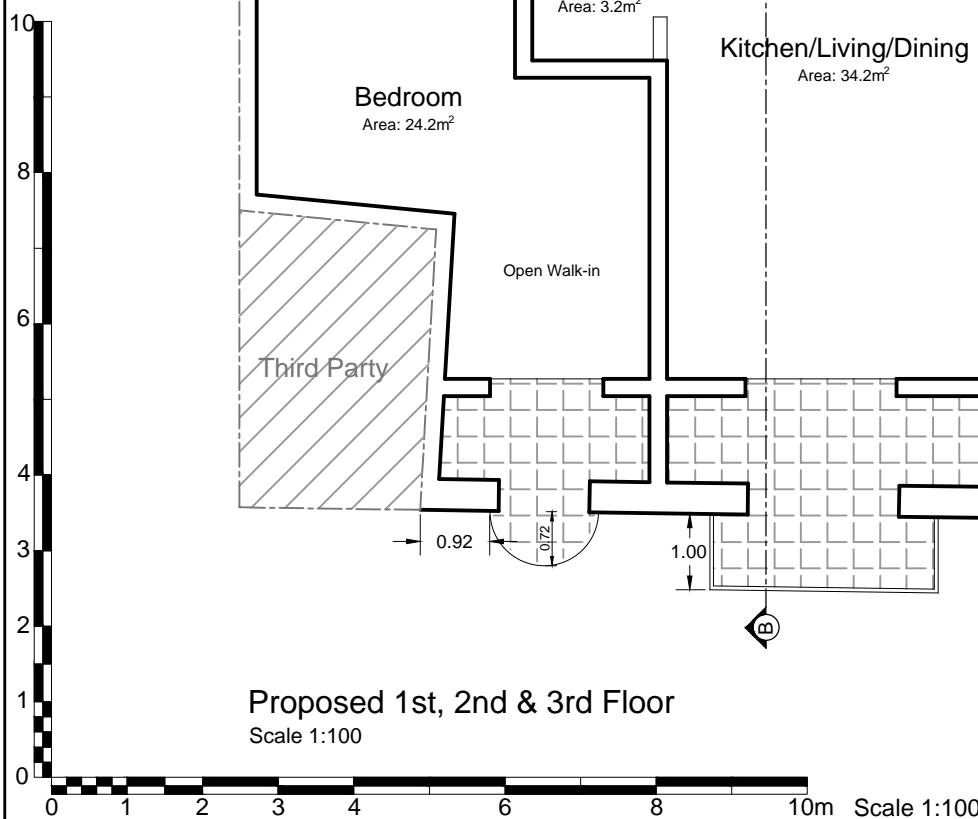 Area: 3.2m²
10
Kitchen/Living/Dining
Area: 34.2m²
Bedroom
Area: 24.2m²
8
Open Walk-in
6
Third Party
4
3
0.92
0.72
1.00
2
B
1
Proposed 1st, 2nd & 3rd Floor
Scale 1:100
0
0 1 2 3 4 6 8 10m Scale 1:100